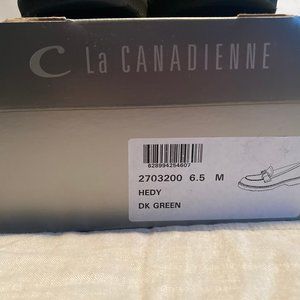 La CANADIENNE
628994254607
2703200 6.5 M
HEDY
DK GREEN